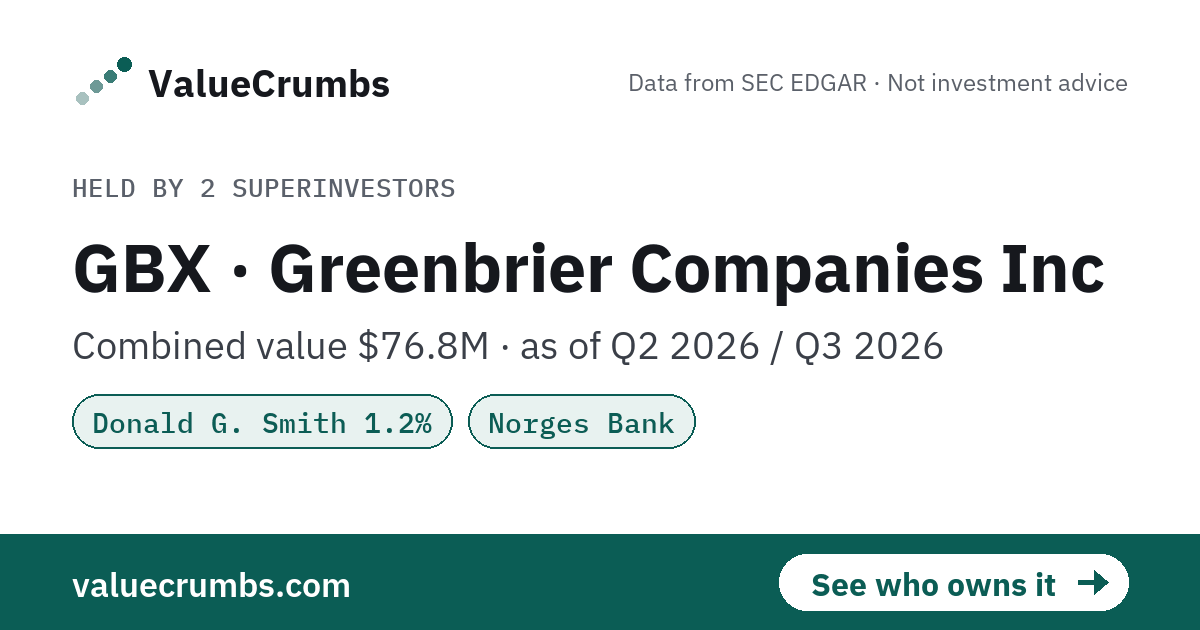 ValueCrumbs
Data from SEC EDGAR · Not investment advice
HELD BY 2 SUPERINVESTORS
GBX · Greenbrier Companies Inc
Combined value $76.8M · as of Q2 2026 / Q3 2026
Donald G. Smith 1.2%
Norges Bank
valuecrumbs.com
See who owns it